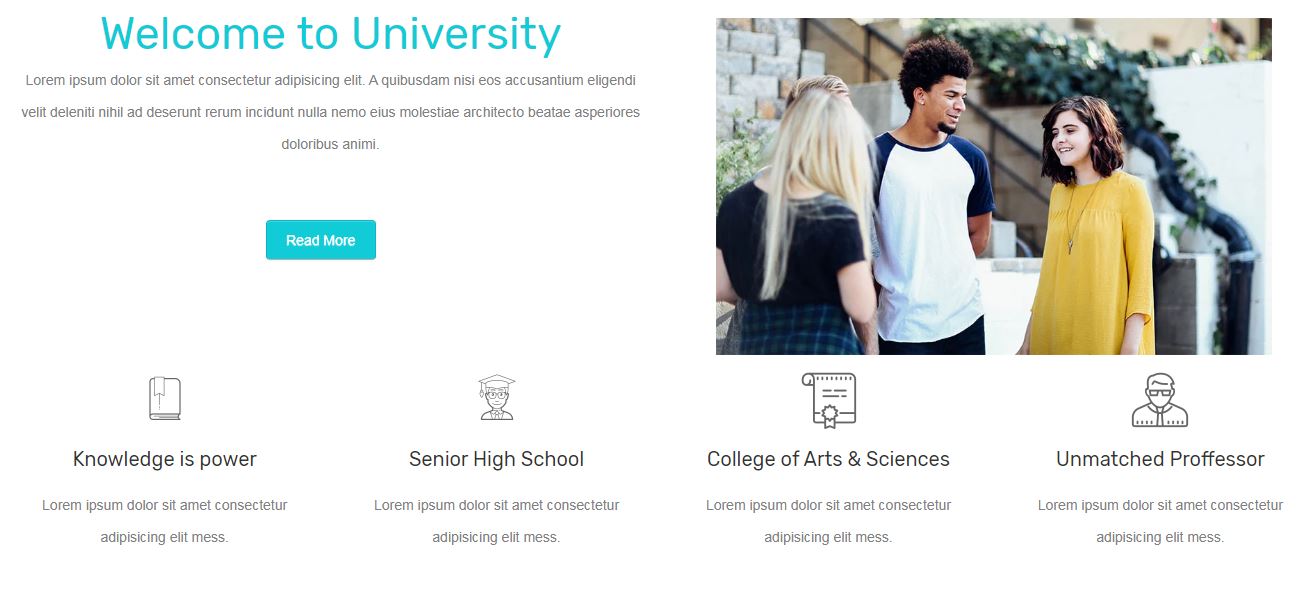 Welcome to University
Lorem ipsum dolor sit amet consectetur adipisicing elit. A quibusdam nisi eos accusantium eligendi
velit deleniti nihil ad deserunt rerum incidunt nulla nemo eius molestiae architecto beatae asperiores
doloribus animi.
Read More
Knowledge is power
Lorem ipsum dolor sit amet consectetur
adipisicing elit mess.
Senior High School
Lorem ipsum dolor sit amet consectetur
adipisicing elit mess.
College of Arts & Sciences
Lorem ipsum dolor sit amet consectetur
adipisicing elit mess.
Unmatched Proffessor
Lorem ipsum dolor sit amet consectetur
adipisicing elit mess.